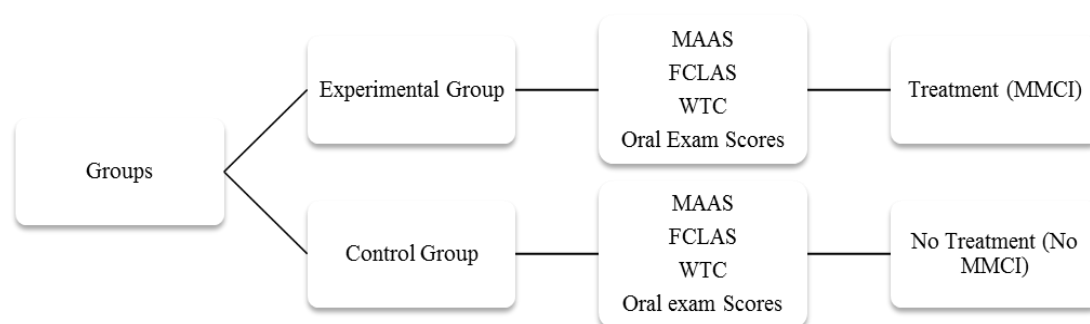 Groups
Experimental Group
MAAS
FCLAS
WTC
Oral Exam Scores
Treatment (MMCI)
Control Group
MAAS
FCLAS
WTC
Oral exam Scores
No Treatment (No
MMCI)